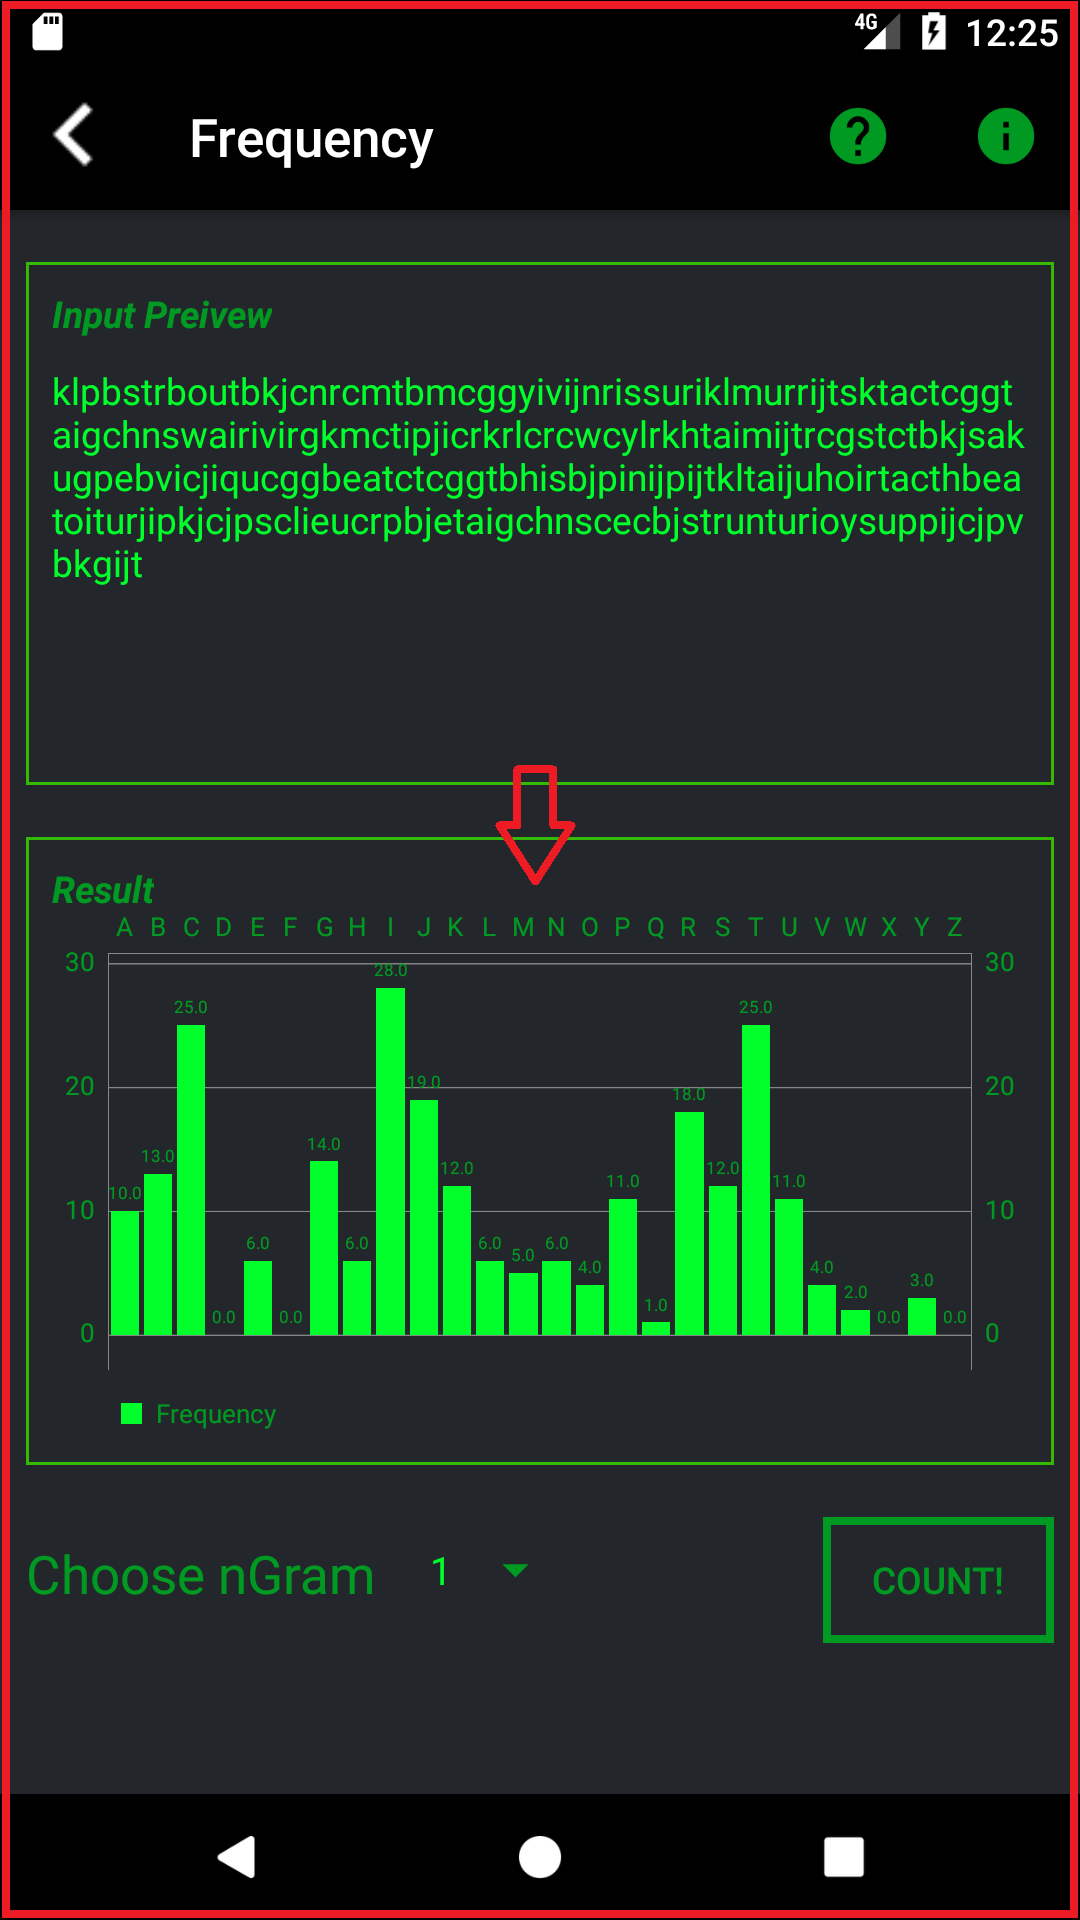 4G 12:25
Frequency
Input Preivew
klpbstrboutbkjcnrcmtbmcggyivijnrissuriklmurrijtsktactcggt
aigchnswairivirgkmctipjicrkrlcrcwcylrkhtaimijtrcgstctbkjsak
ugpebvicjiqucggbeatctcggtbhisbjpinijpijtkltaijuhoirtacthbea
toiturjipkjcjpsclieucrpbjetaigchnscecbjstrunturioysuppijcjpv
bkgijt
Result
A B C D E F G H I J K L M N O P Q R S T U V W X Y Z
30 28.0 30
25.0 25.0
20 19.0 18.0 20
14.0
13.0 12.0 12.0
10.0 11.0 11.0
10 10
6.0 6.0 6.0 5.0 6.0
4.0 4.0
0.0 0.0 1.0 2.0 0.0 3.0 0.0
0 0
Frequency
Choose nGram 1 COUNT!